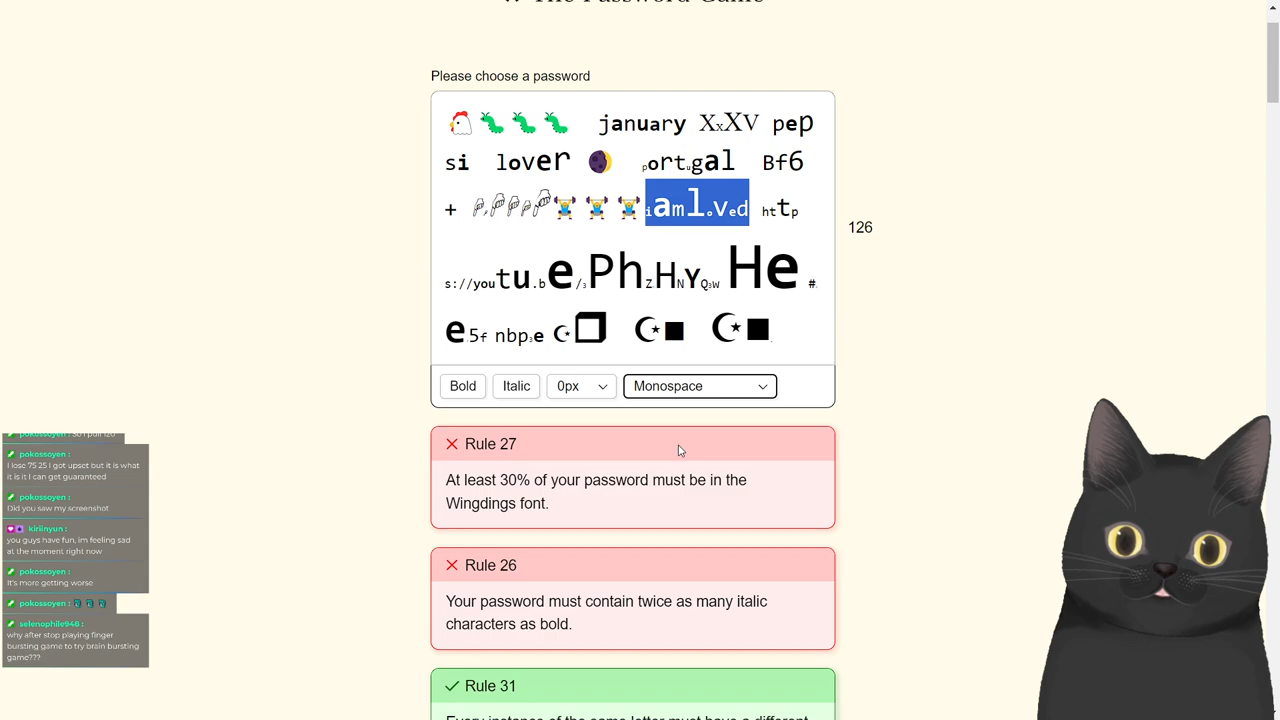 The Password Game
Please choose a password
🐔🐛🐛🐛 january XxXV pep
si lover 🌒 portugal Bf6
+ 🏋️‍♂️🏋️‍♂️🏋️‍♂️iaml.ved http
s://youtu.be/3PhZHNYQ3W He #
e5f nbp3e ☪❒ ☪■ ☪■
126
Bold Italic 0px Monospace
Rule 27
At least 30% of your password must be in the
Wingdings font.
Rule 26
Your password must contain twice as many italic
characters as bold.
Rule 31
pokossoyen :
I lose 75 25 I got upset but it is what
it is it I can get guaranteed
pokossoyen :
Did you saw my screenshot
kiriinyun :
you guys have fun, im feeling sad
at the moment right now
pokossoyen :
It's more getting worse
pokossoyen :
selenophile948 :
why after stop playing finger
bursting game to try brain bursting
game???